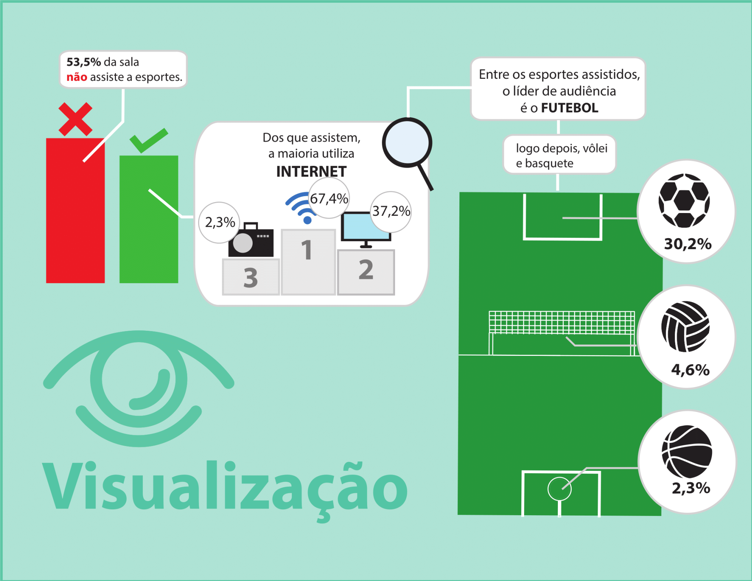 53,5% da sala
não assiste a esportes.
Dos que assistem,
a maioria utiliza
INTERNET
2,3%
67,4%
37,2%
3
1
2
Entre os esportes assistidos,
o líder de audiência
é o FUTEBOL
logo depois, vôlei
e basquete
30,2%
4,6%
2,3%
Visualização